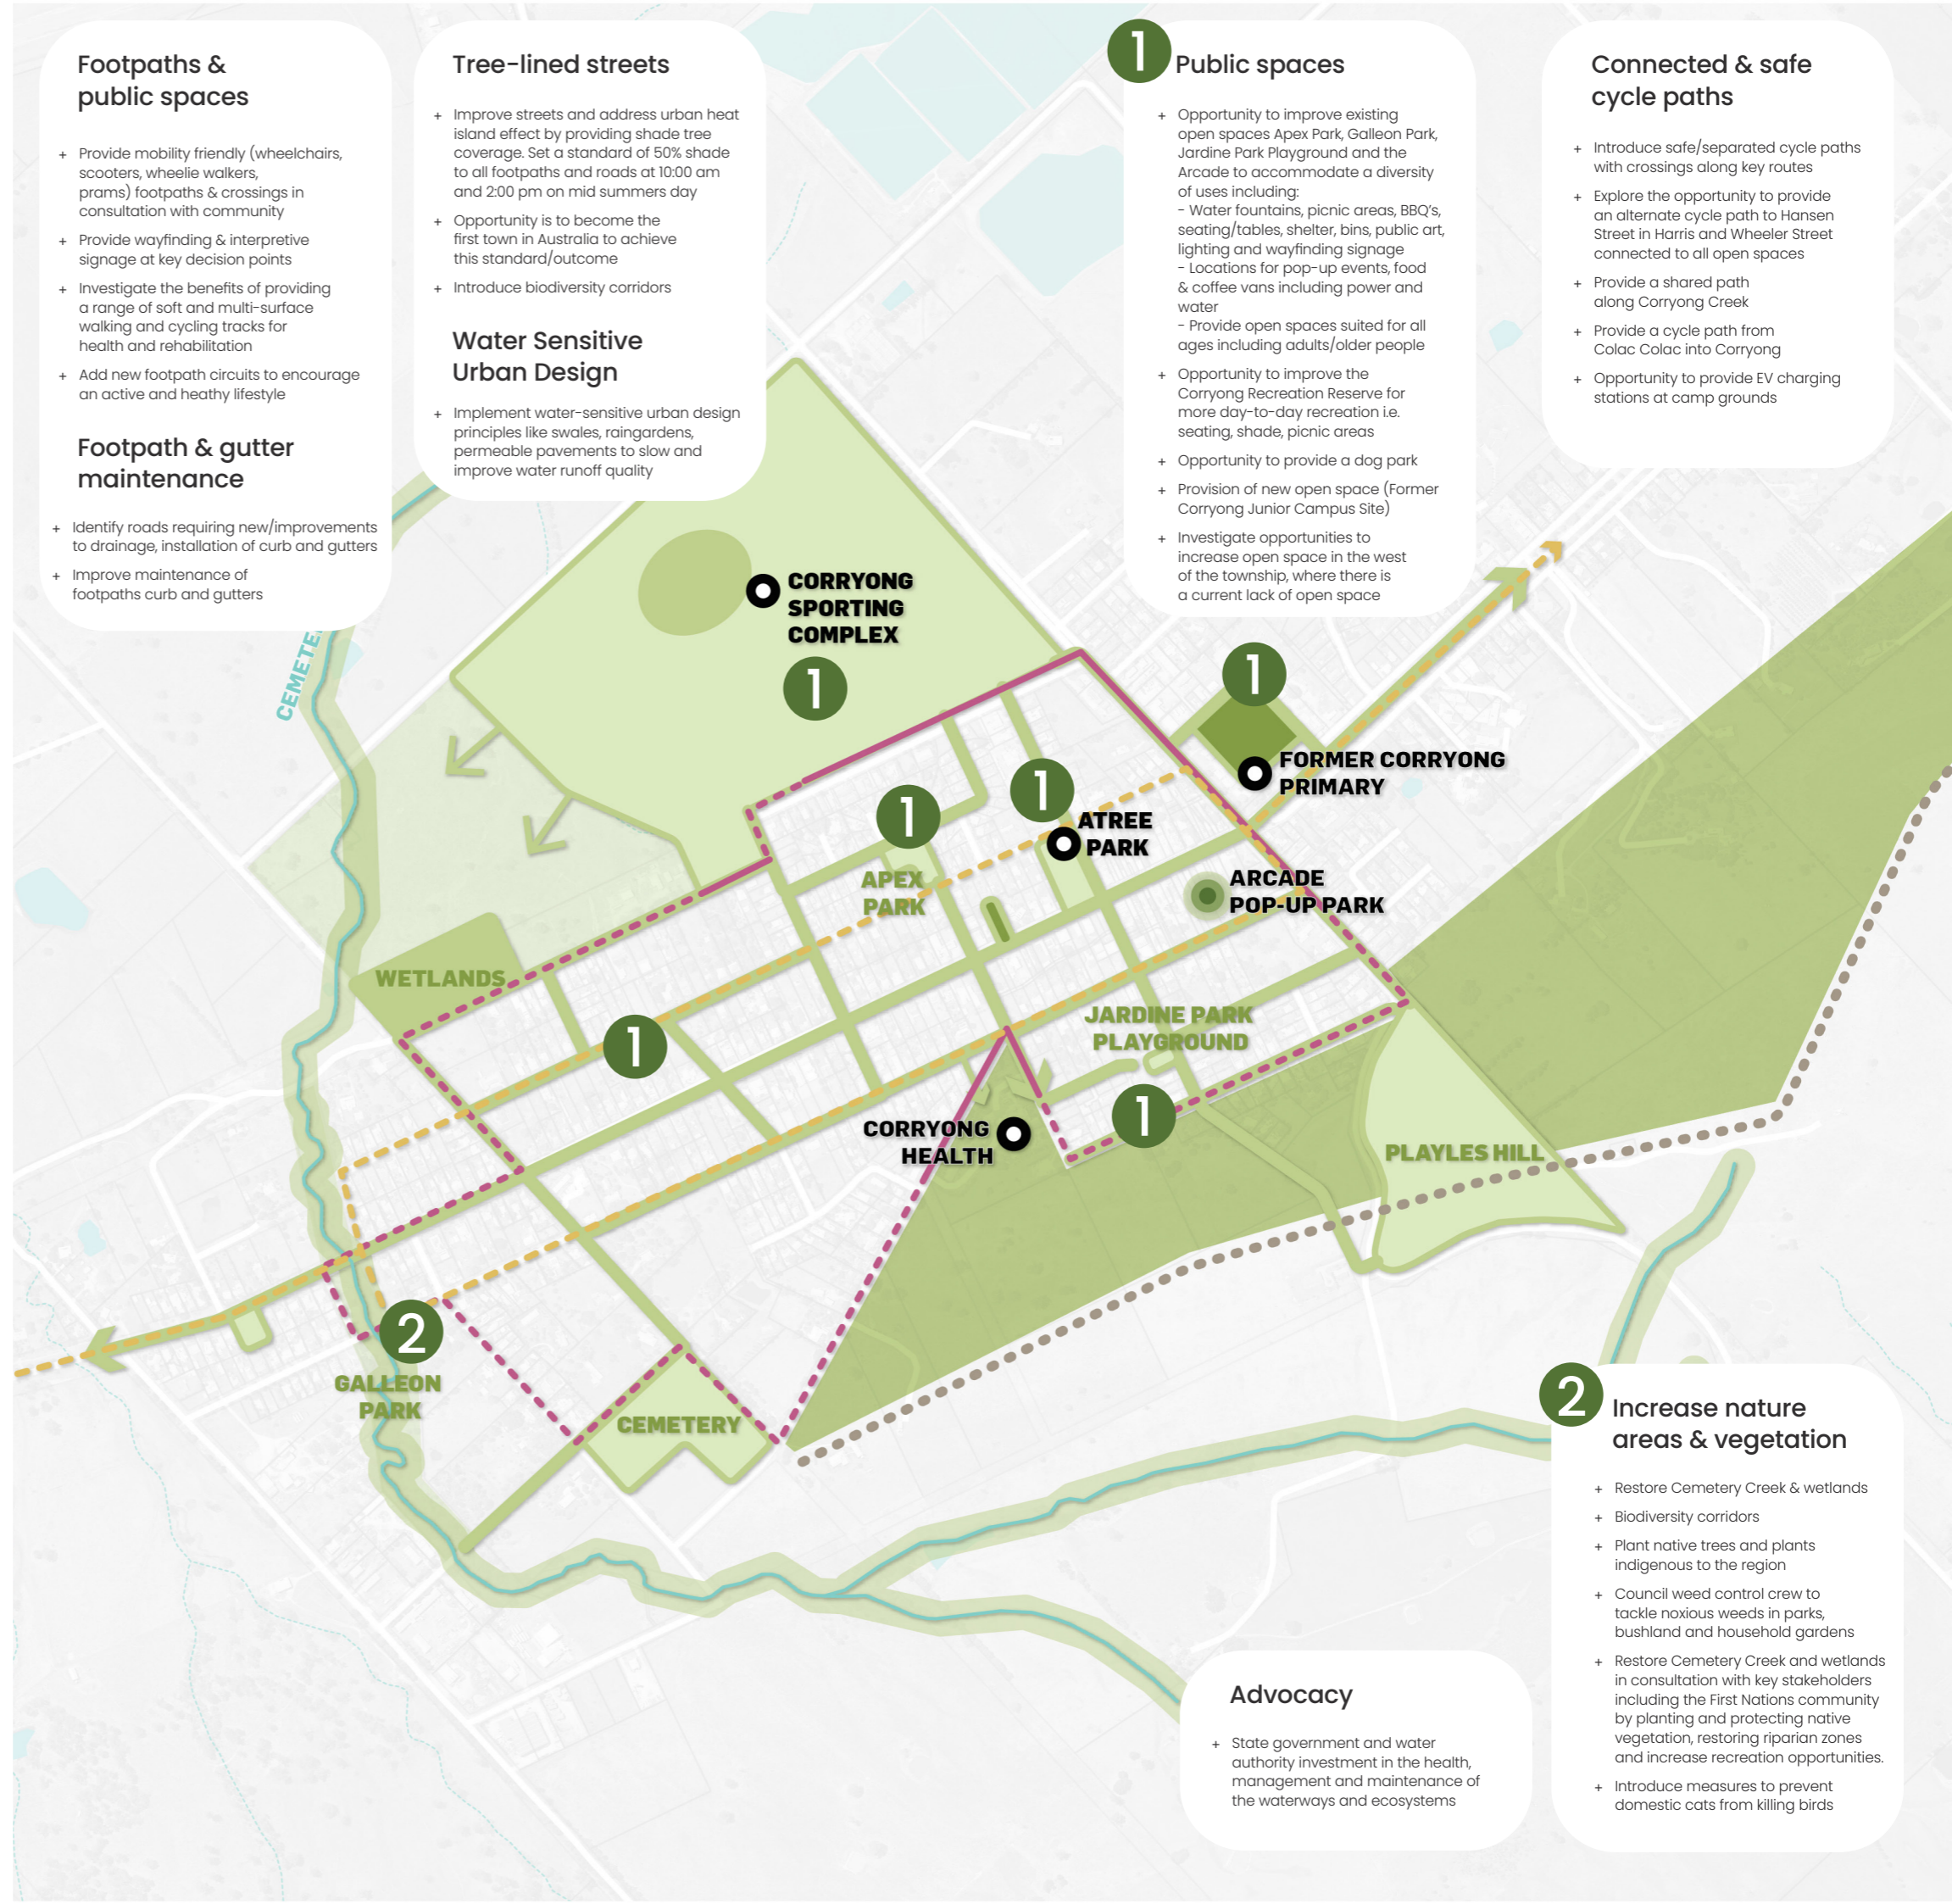 Footpaths &
public spaces
+ Provide mobility friendly (wheelchairs,
scooters, wheelie walkers,
prams) footpaths & crossings in
consultation with community
+ Provide wayfinding & interpretive
signage at key decision points
+ Investigate the benefits of providing
a range of soft and multi-surface
walking and cycling tracks for
health and rehabilitation
+ Add new footpath circuits to encourage
an active and heathy lifestyle
Footpath & gutter
maintenance
+ Identify roads requiring new/improvements
to drainage, installation of curb and gutters
+ Improve maintenance of
footpaths curb and gutters
Tree-lined streets
+ Improve streets and address urban heat
island effect by providing shade tree
coverage. Set a standard of 50% shade
to all footpaths and roads at 10:00 am
and 2:00 pm on mid summers day
+ Opportunity is to become the
first town in Australia to achieve
this standard/outcome
+ Introduce biodiversity corridors
Water Sensitive
Urban Design
+ Implement water-sensitive urban design
principles like swales, raingardens,
permeable pavements to slow and
improve water runoff quality
1
Public spaces
+ Opportunity to improve existing
open spaces Apex Park, Galleon Park,
Jardine Park Playground and the
Arcade to accommodate a diversity
of uses including:
- Water fountains, picnic areas, BBQ's,
seating/tables, shelter, bins, public art,
lighting and wayfinding signage
- Locations for pop-up events, food
& coffee vans including power and
water
- Provide open spaces suited for all
ages including adults/older people
+ Opportunity to improve the
Corryong Recreation Reserve for
more day-to-day recreation i.e.
seating, shade, picnic areas
+ Opportunity to provide a dog park
+ Provision of new open space (Former
Corryong Junior Campus Site)
+ Investigate opportunities to
increase open space in the west
of the township, where there is
a current lack of open space
Connected & safe
cycle paths
+ Introduce safe/separated cycle paths
with crossings along key routes
+ Explore the opportunity to provide
an alternate cycle path to Hansen
Street in Harris and Wheeler Street
connected to all open spaces
+ Provide a shared path
along Corryong Creek
+ Provide a cycle path from
Colac Colac into Corryong
+ Opportunity to provide EV charging
stations at camp grounds
CORRYONG
SPORTING
COMPLEX
1
1
FORMER CORRYONG
PRIMARY
1
1
ATREE
PARK
APEX
PARK
ARCADE
POP-UP PARK
WETLANDS
1
JARDINE PARK
PLAYGROUND
1
CORRYONG
HEALTH
PLAYLES HILL
2
GALLEON
PARK
CEMETERY
2
Increase nature
areas & vegetation
+ Restore Cemetery Creek & wetlands
+ Biodiversity corridors
+ Plant native trees and plants
indigenous to the region
+ Council weed control crew to
tackle noxious weeds in parks,
bushland and household gardens
+ Restore Cemetery Creek and wetlands
in consultation with key stakeholders
including the First Nations community
by planting and protecting native
vegetation, restoring riparian zones
and increase recreation opportunities.
+ Introduce measures to prevent
domestic cats from killing birds
Advocacy
+ State government and water
authority investment in the health,
management and maintenance of
the waterways and ecosystems